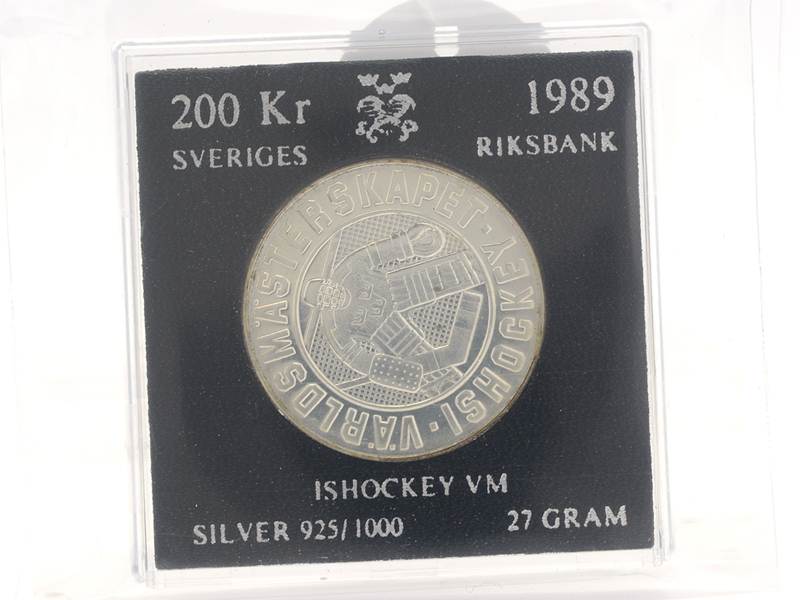 200 Kr
1989
SVERIGES
RIKSBANK
VÄRLDSMÄSTERSKAPET · ISHOCKEY ·
ISHOCKEY VM
SILVER 925/1000
27 GRAM